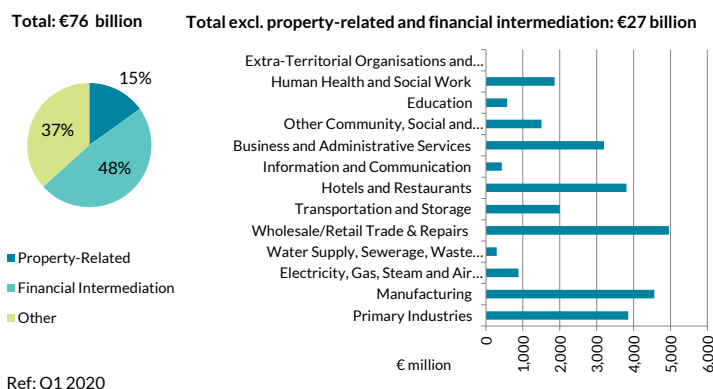 Total: €76 billion
Total excl. property-related and financial intermediation: €27 billion
15%
37%
48%
Property-Related
Financial Intermediation
Other
Extra-Territorial Organisations and...
Human Health and Social Work
Education
Other Community, Social and...
Business and Administrative Services
Information and Communication
Hotels and Restaurants
Transportation and Storage
Wholesale/Retail Trade & Repairs
Water Supply, Sewerage, Waste...
Electricity, Gas, Steam and Air...
Manufacturing
Primary Industries
0
1,000
2,000
3,000
4,000
5,000
6,000
€ million
Ref: Q1 2020